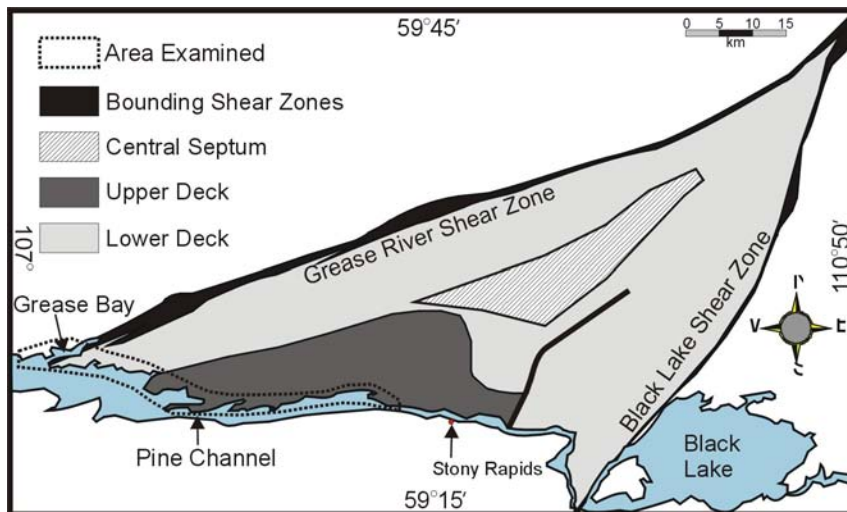 59°45′
0 5 10 15
km
Area Examined
Bounding Shear Zones
Central Septum
Upper Deck
Lower Deck
107°
110°50′
Grease River Shear Zone
Black Lake Shear Zone
Grease Bay
V E
Pine Channel
Stony Rapids
Black
Lake
59°15′